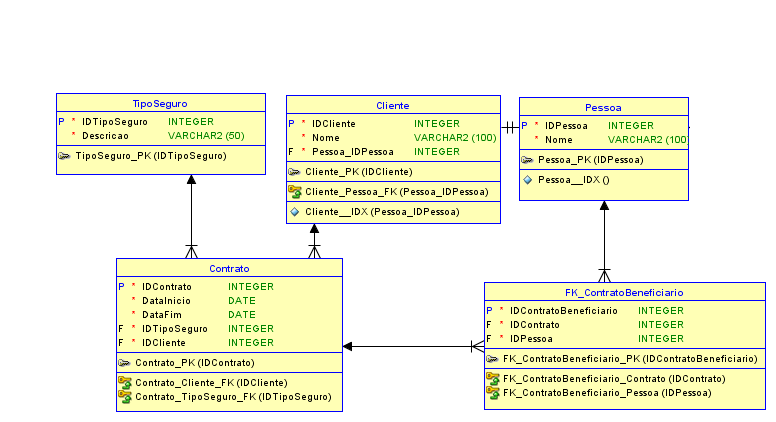 TipoSeguro
P * IDTipoSeguro INTEGER
* Descricao VARCHAR2 (50)
TipoSeguro_PK (IDTipoSeguro)
Cliente
P * IDCliente INTEGER
* Nome VARCHAR2 (100)
F * Pessoa_IDPessoa INTEGER
Cliente_PK (IDCliente)
Cliente_Pessoa_FK (Pessoa_IDPessoa)
Cliente__IDX (Pessoa_IDPessoa)
Pessoa
P * IDPessoa INTEGER
* Nome VARCHAR2 (100)
Pessoa_PK (IDPessoa)
Pessoa__IDX ()
Contrato
P * IDContrato INTEGER
* DataInicio DATE
* DataFim DATE
F * IDTipoSeguro INTEGER
F * IDCliente INTEGER
Contrato_PK (IDContrato)
Contrato_Cliente_FK (IDCliente)
Contrato_TipoSeguro_FK (IDTipoSeguro)
FK_ContratoBeneficiario
P * IDContratoBeneficiario INTEGER
F * IDContrato INTEGER
F * IDPessoa INTEGER
FK_ContratoBeneficiario_PK (IDContratoBeneficiario)
FK_ContratoBeneficiario_Contrato (IDContrato)
FK_ContratoBeneficiario_Pessoa (IDPessoa)